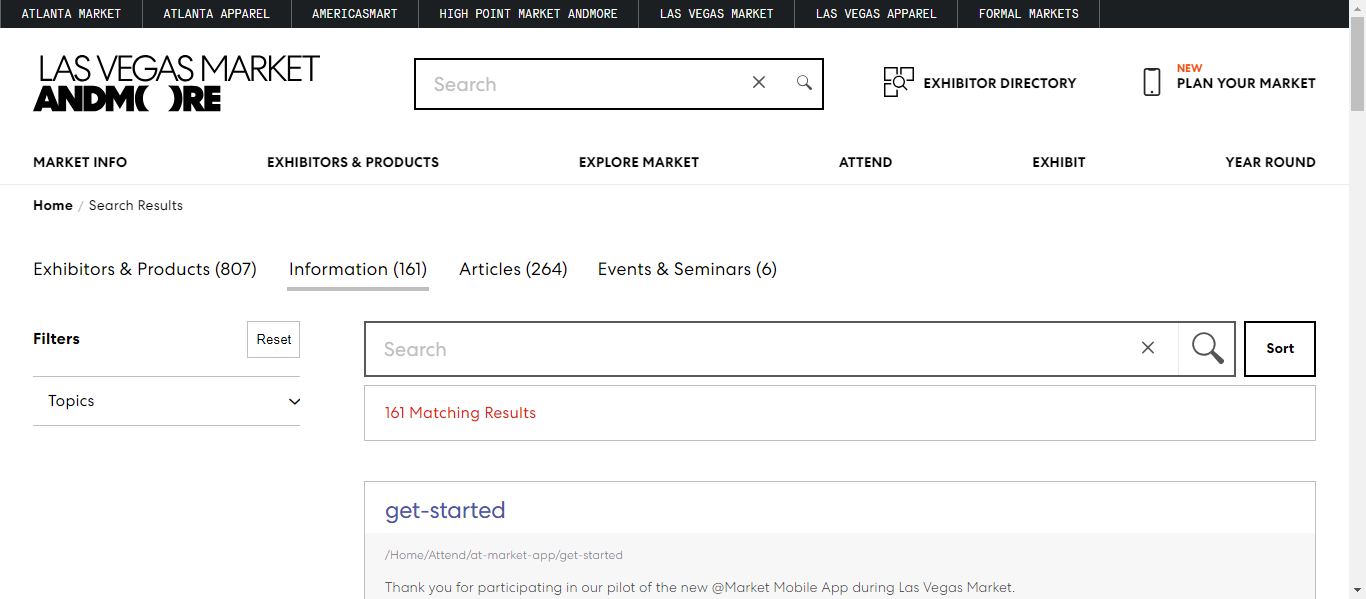 ATLANTA MARKET ATLANTA APPAREL AMERICASMART HIGH POINT MARKET ANDMORE LAS VEGAS MARKET LAS VEGAS APPAREL FORMAL MARKETS
LAS VEGAS MARKET
ANDM( )RE
Search
EXHIBITOR DIRECTORY
NEW
PLAN YOUR MARKET
MARKET INFO EXHIBITORS & PRODUCTS EXPLORE MARKET ATTEND EXHIBIT YEAR ROUND
Home / Search Results
Exhibitors & Products (807) Information (161) Articles (264) Events & Seminars (6)
Filters Reset
Search
Sort
Topics
161 Matching Results
get-started
/Home/Attend/at-market-app/get-started
Thank you for participating in our pilot of the new @Market Mobile App during Las Vegas Market.